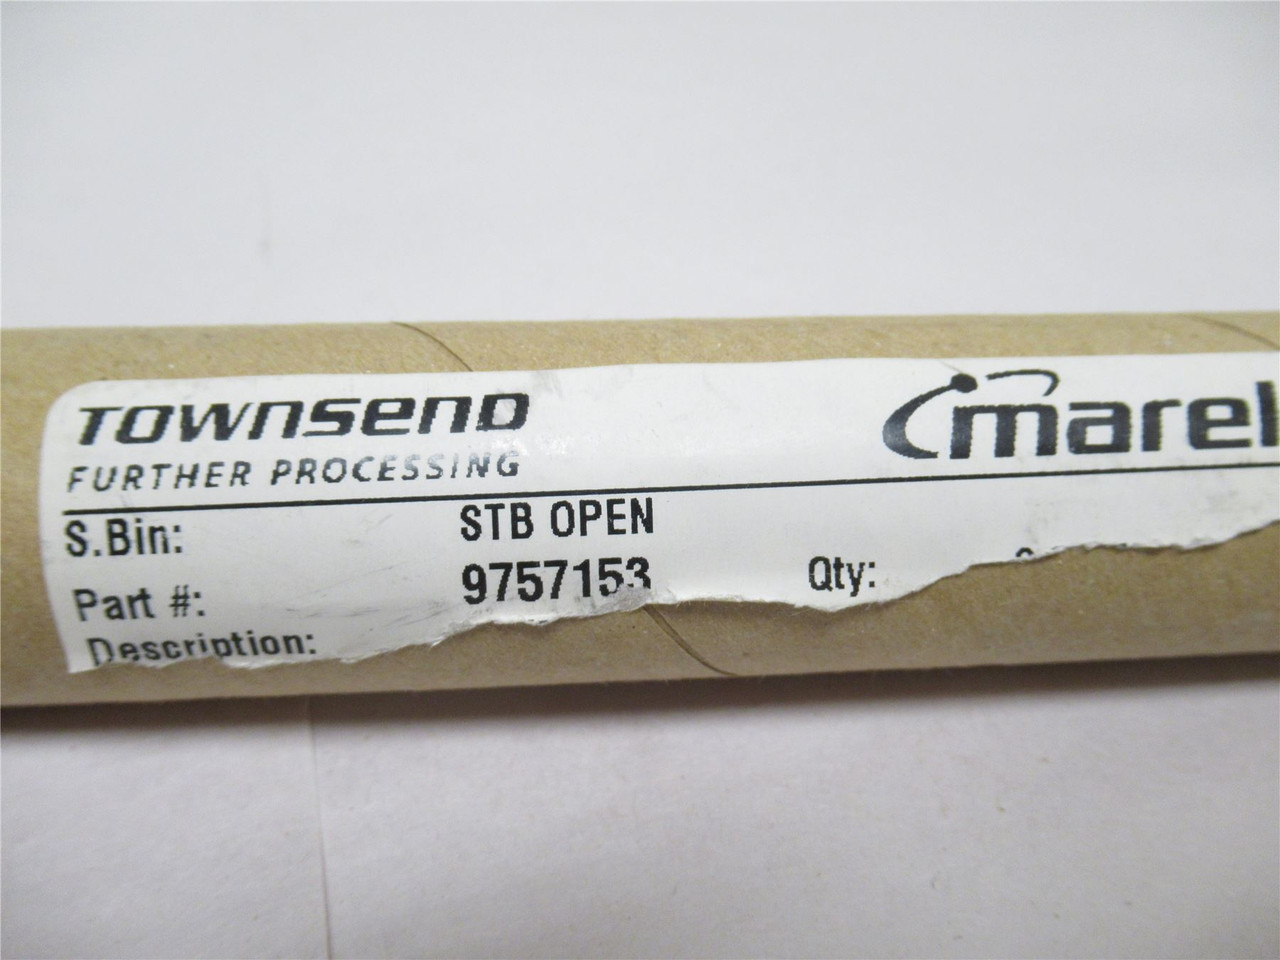 TOWNSEND marel
FURTHER PROCESSING
S.Bin: STB OPEN
Part #: 9757153 Qty:
Description: